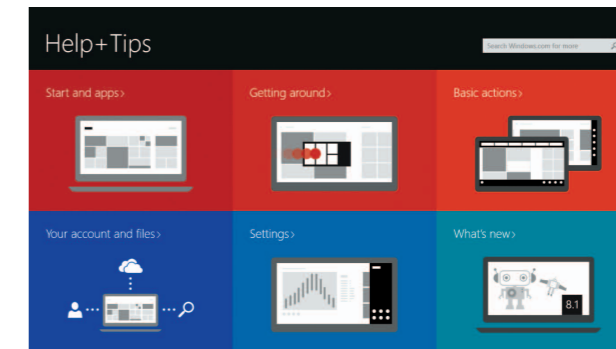 Help+Tips
Search Windows.com for more
Start and apps>
Getting around>
Basic actions>
Your account and files>
Settings>
What's new>
8.1